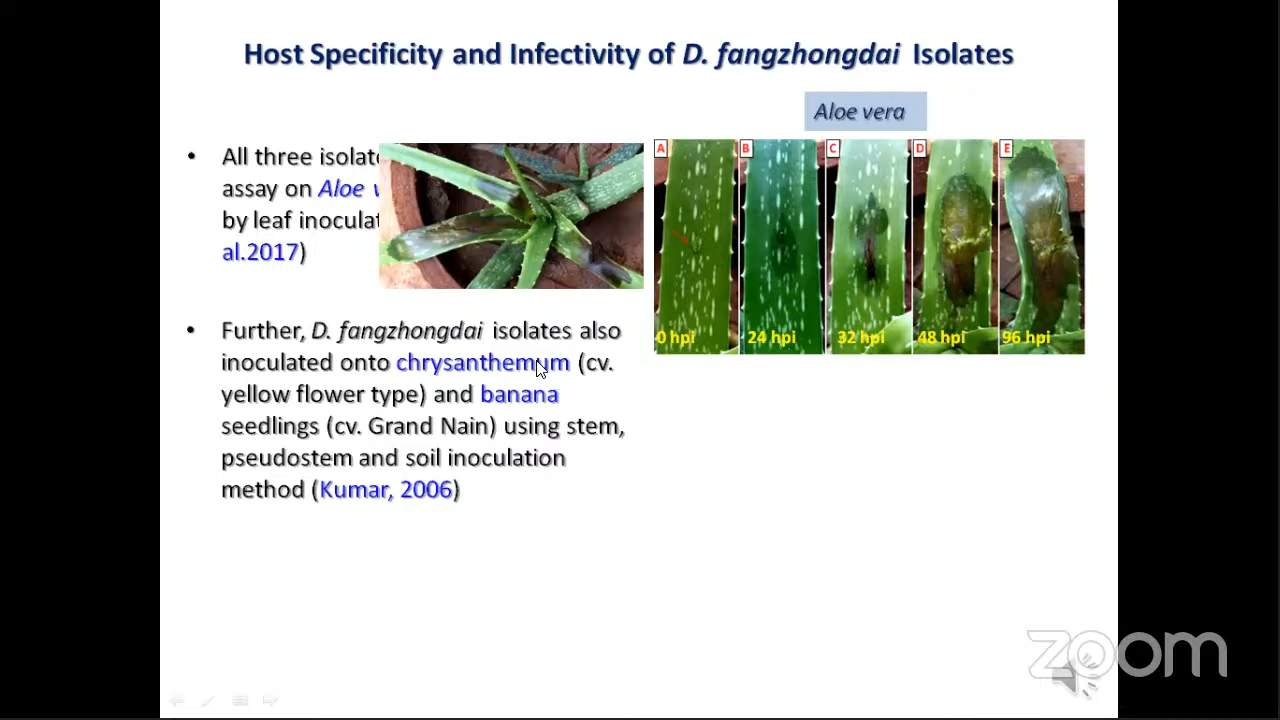 Host Specificity and Infectivity of D. fangzhongdai Isolates
Aloe vera
• All three
assay on Aloe
by leaf
al.2017)
A B C D E
0 hpi 24 hpi 32 hpi 48 hpi 96 hpi
• Further, D. fangzhongdai isolates also
inoculated onto chrysanthemum (cv.
yellow flower type) and banana
seedlings (cv. Grand Nain) using stem,
pseudostem and soil inoculation
method (Kumar, 2006)
zoom